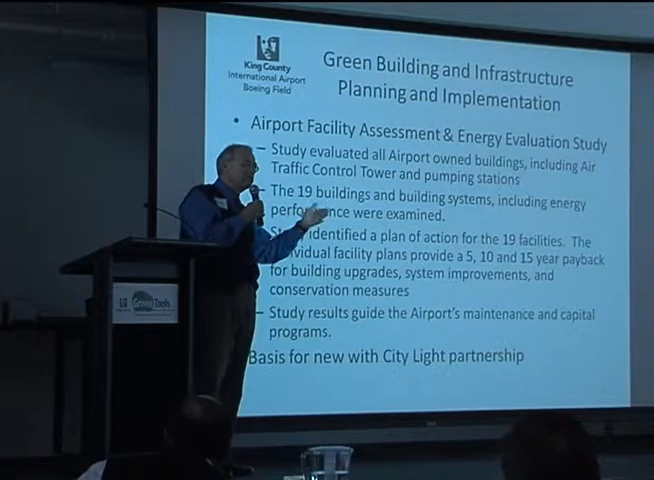 King County
International Airport
Boeing Field
Green Building and Infrastructure
Planning and Implementation
• Airport Facility Assessment & Energy Evaluation Study
– Study evaluated all Airport owned buildings, including Air
Traffic Control Tower and pumping stations
– The 19 buildings and building systems, including energy
were examined.
identified a plan of action for the 19 facilities. The
facility plans provide a 5, 10 and 15 year payback
for building upgrades, system improvements, and
conservation measures
– Study results guide the Airport's maintenance and capital
programs.
Basis for new with City Light partnership
GreenTools